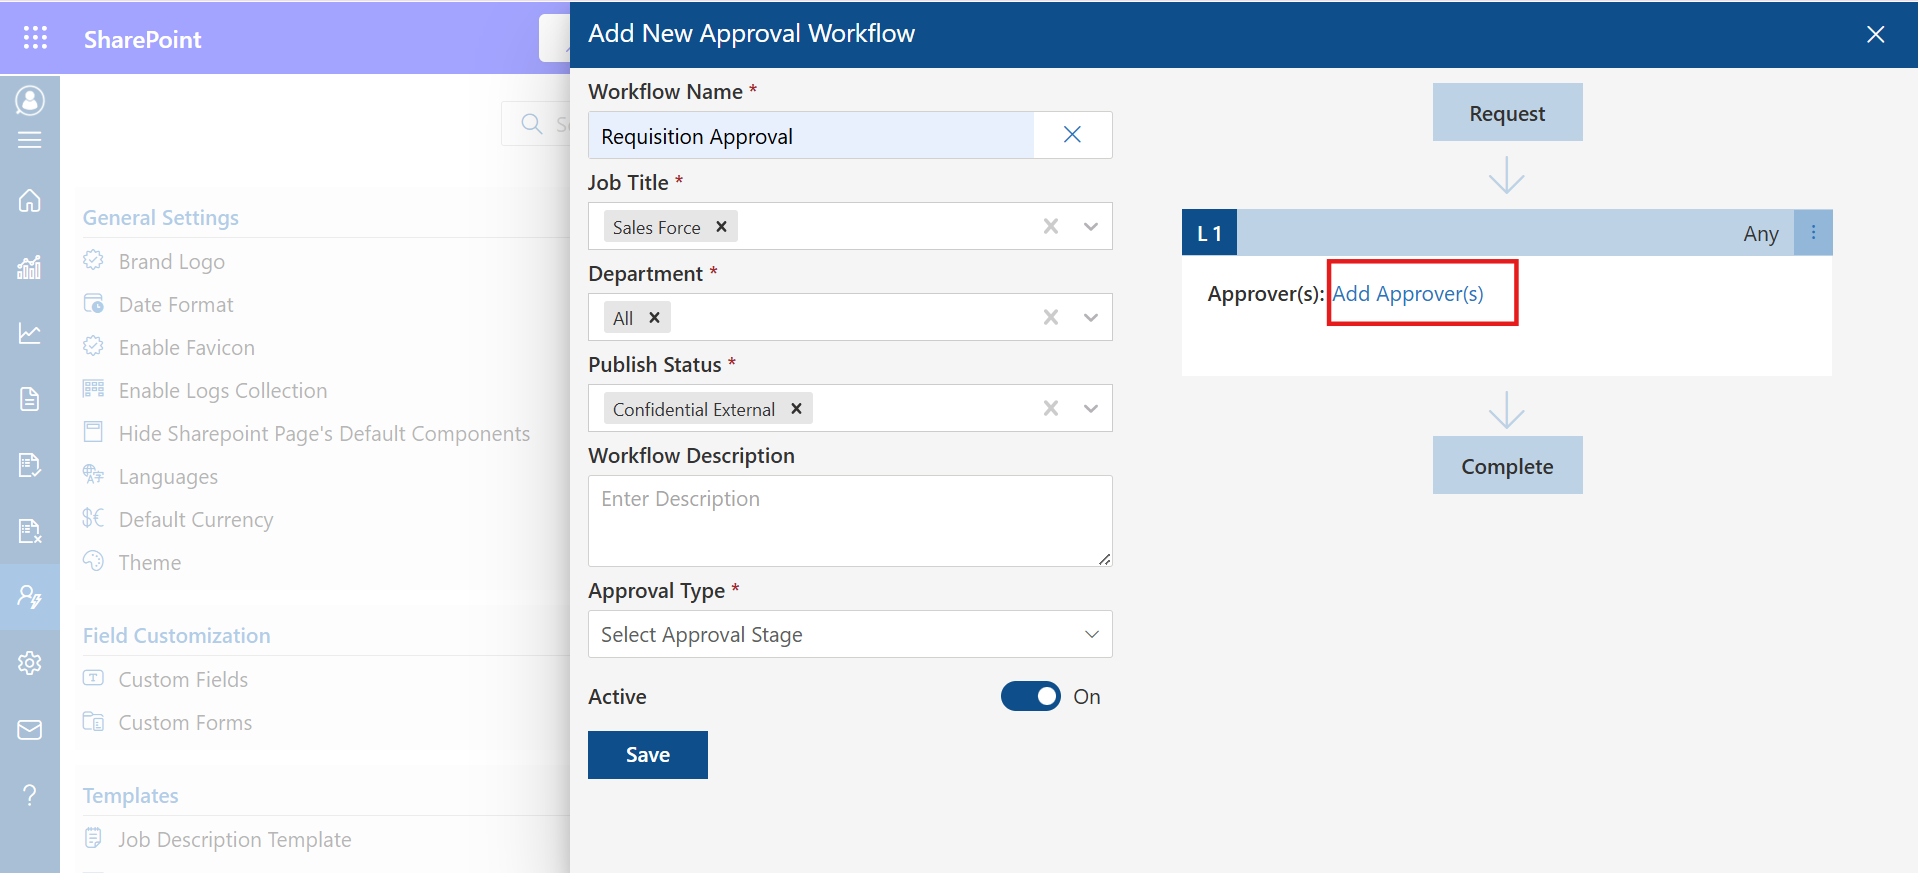 SharePoint
General Settings
Brand Logo
Date Format
Enable Favicon
Enable Logs Collection
Hide Sharepoint Page's Default Components
Languages
Default Currency
Theme
Field Customization
Custom Fields
Custom Forms
Templates
Job Description Template
Add New Approval Workflow
Workflow Name *
Requisition Approval
Job Title *
Sales Force
Department *
All
Publish Status *
Confidential External
Workflow Description
Enter Description
Approval Type *
Select Approval Stage
Active On
Save
Request
L 1 Any
Approver(s): Add Approver(s)
Complete